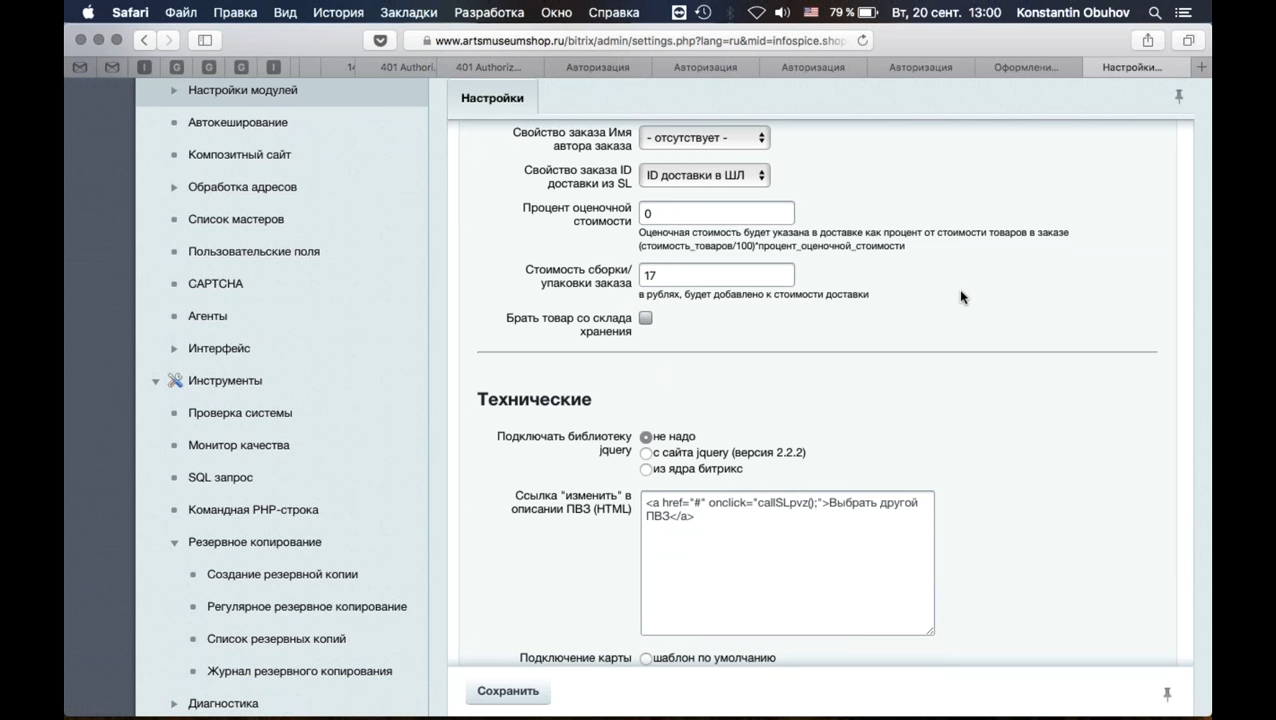 Safari Файл Правка Вид История Закладки Разработка Окно Справка 79 % Вт, 20 сент. 13:00 Konstantin Obuhov
www.artsmuseumshop.ru/bitrix/admin/settings.php?lang=ru&mid=infospice.shop
401 Authori... 401 Authoriz... Авторизация Авторизация Авторизация Авторизация Оформлени... Настройки...
Настройки модулей
Автокеширование
Композитный сайт
Обработка адресов
Список мастеров
Пользовательские поля
CAPTCHA
Агенты
Интерфейс
Инструменты
Проверка системы
Монитор качества
SQL запрос
Командная PHP-строка
Резервное копирование
Создание резервной копии
Регулярное резервное копирование
Список резервных копий
Журнал резервного копирования
Диагностика
Настройки
Свойство заказа Имя
автора заказа
- отсутствует -
Свойство заказа ID
доставки из SL
ID доставки в ШЛ
Процент оценочной
стоимости
0
Оценочная стоимость будет указана в доставке как процент от стоимости товаров в заказе
(стоимость_товаров/100)*процент_оценочной_стоимости
Стоимость сборки/
упаковки заказа
17
в рублях, будет добавлено к стоимости доставки
Брать товар со склада
хранения
Технические
Подключать библиотеку
jquery
не надо
с сайта jquery (версия 2.2.2)
из ядра битрикс
Ссылка "изменить" в
описании ПВЗ (HTML)
<a href="#" onclick="callSLpvz();">Выбрать другой
ПВЗ</a>
Подключение карты
шаблон по умолчанию
Сохранить